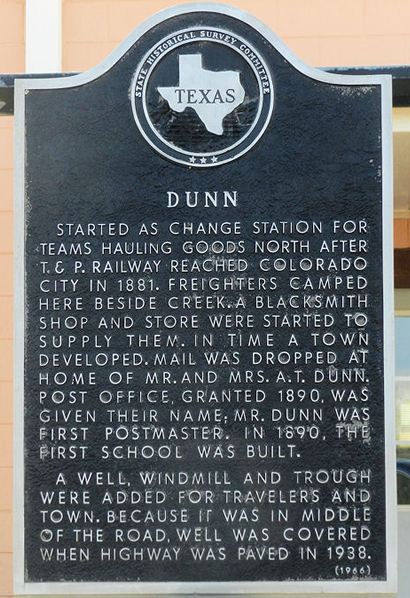 STATE HISTORICAL SURVEY COMMITTEE
TEXAS
DUNN
STARTED AS CHANGE STATION FOR
TEAMS HAULING GOODS NORTH AFTER
T. & P. RAILWAY REACHED COLORADO
CITY IN 1881. FREIGHTERS CAMPED
HERE BESIDE CREEK. A BLACKSMITH
SHOP AND STORE WERE STARTED TO
SUPPLY THEM. IN TIME A TOWN
DEVELOPED. MAIL WAS DROPPED AT
HOME OF MR. AND MRS. A.T. DUNN.
POST OFFICE, GRANTED 1890, WAS
GIVEN THEIR NAME; MR. DUNN WAS
FIRST POSTMASTER. IN 1890, THE
FIRST SCHOOL WAS BUILT.
A WELL, WINDMILL AND TROUGH
WERE ADDED FOR TRAVELERS AND
TOWN. BECAUSE IT WAS IN MIDDLE
OF THE ROAD, WELL WAS COVERED
WHEN HIGHWAY WAS PAVED IN 1938.
(1966)